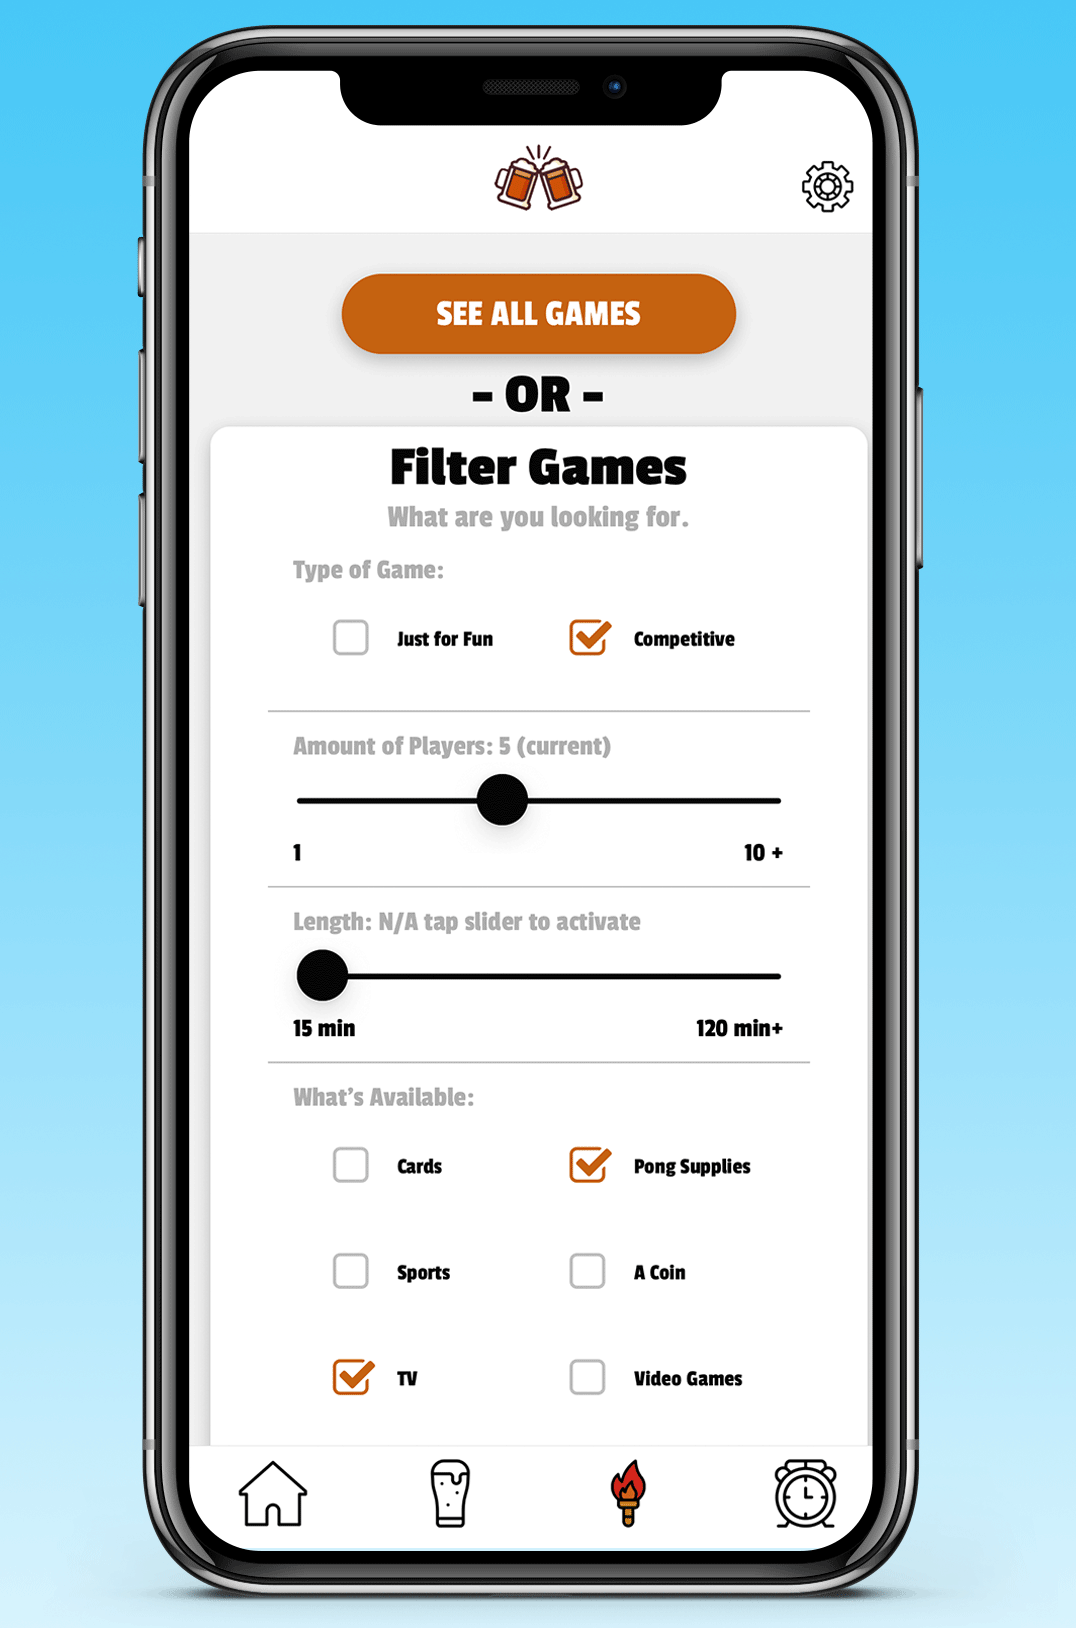 SEE ALL GAMES
- OR -
Filter Games
What are you looking for.
Type of Game:
Just for Fun
Competitive
Amount of Players: 5 (current)
1
10 +
Length: N/A tap slider to activate
15 min
120 min+
What's Available:
Cards
Pong Supplies
Sports
A Coin
TV
Video Games